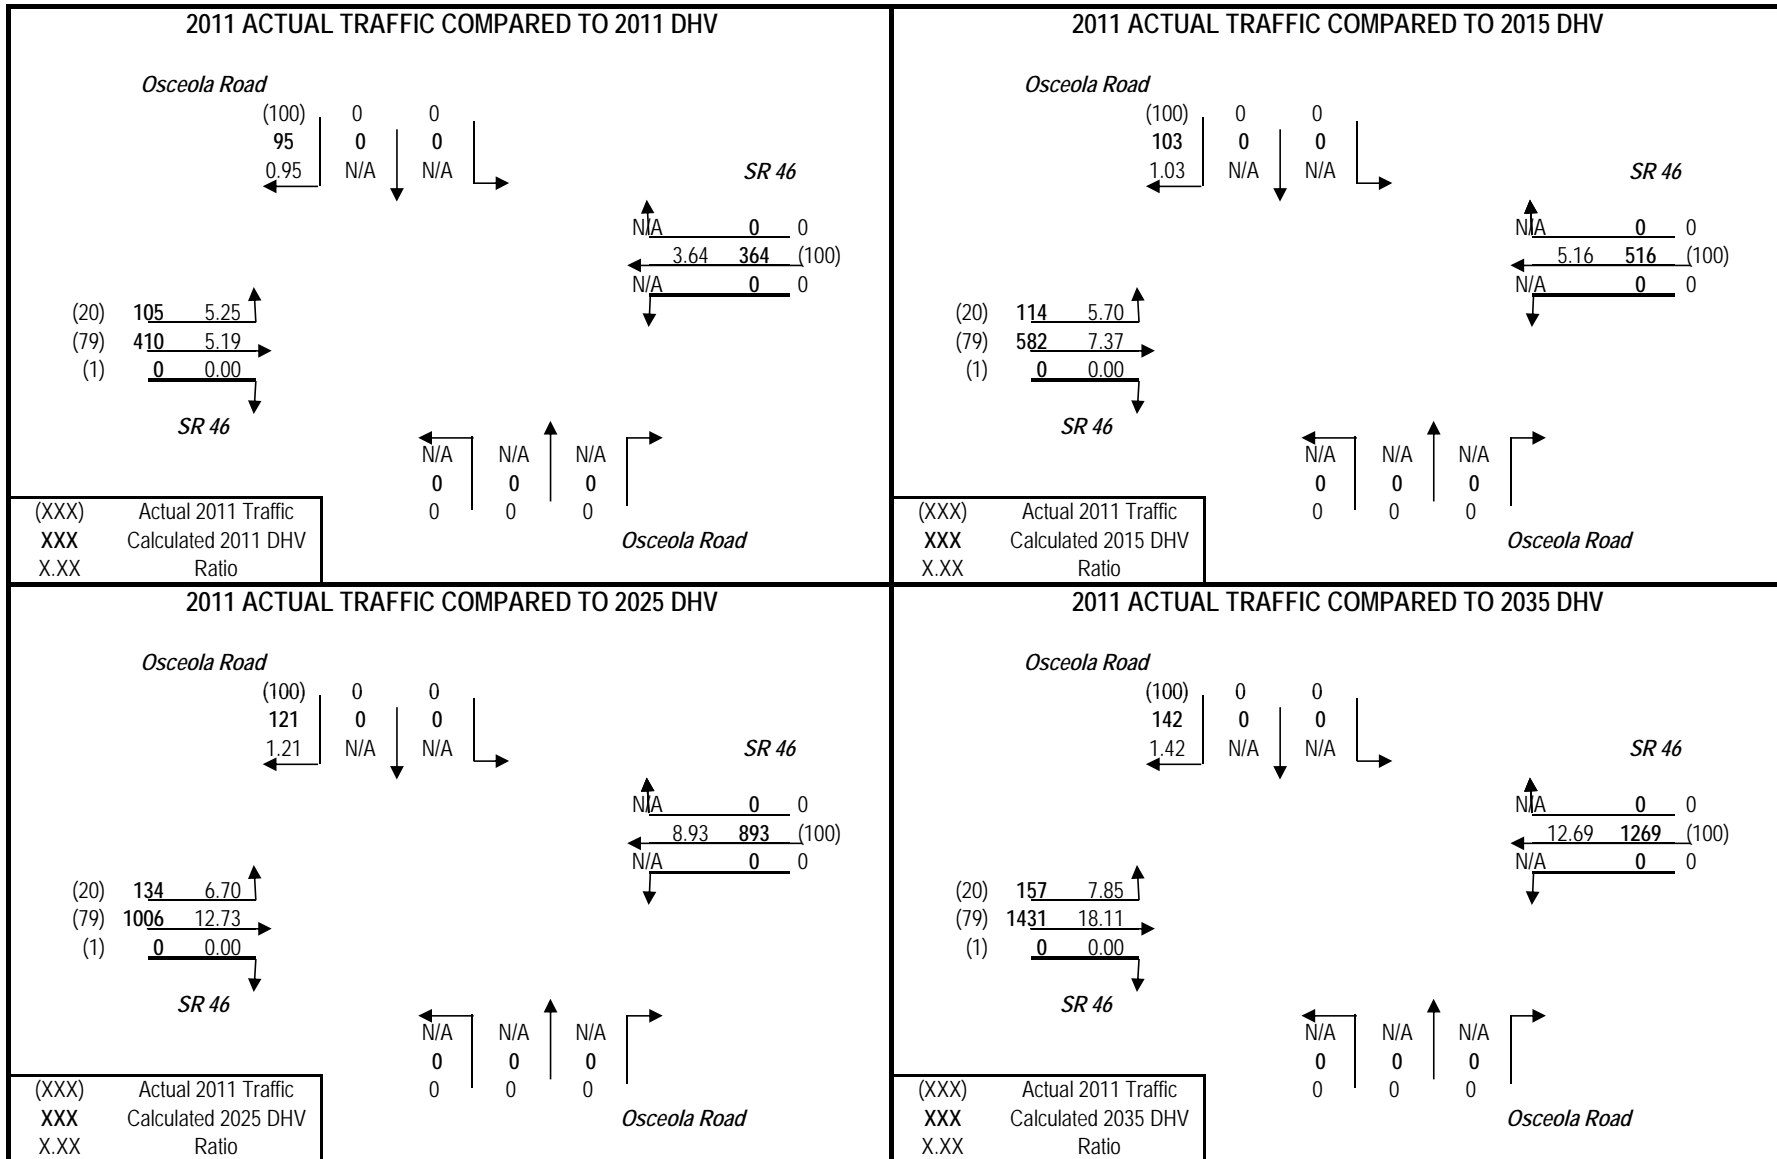 2011 ACTUAL TRAFFIC COMPARED TO 2011 DHV
Osceola Road
(100) 0 0
95 0 0
0.95 N/A N/A
SR 46
N/A 0 0
3.64 364 (100)
N/A 0 0
(20) 105 5.25
(79) 410 5.19
(1) 0 0.00
SR 46
N/A N/A N/A
0 0 0
0 0 0
Osceola Road
(XXX) Actual 2011 Traffic
XXX Calculated 2011 DHV
X.XX Ratio
2011 ACTUAL TRAFFIC COMPARED TO 2015 DHV
Osceola Road
(100) 0 0
103 0 0
1.03 N/A N/A
SR 46
N/A 0 0
5.16 516 (100)
N/A 0 0
(20) 114 5.70
(79) 582 7.37
(1) 0 0.00
SR 46
N/A N/A N/A
0 0 0
0 0 0
Osceola Road
(XXX) Actual 2011 Traffic
XXX Calculated 2015 DHV
X.XX Ratio
2011 ACTUAL TRAFFIC COMPARED TO 2025 DHV
Osceola Road
(100) 0 0
121 0 0
1.21 N/A N/A
SR 46
N/A 0 0
8.93 893 (100)
N/A 0 0
(20) 134 6.70
(79) 1006 12.73
(1) 0 0.00
SR 46
N/A N/A N/A
0 0 0
0 0 0
Osceola Road
(XXX) Actual 2011 Traffic
XXX Calculated 2025 DHV
X.XX Ratio
2011 ACTUAL TRAFFIC COMPARED TO 2035 DHV
Osceola Road
(100) 0 0
142 0 0
1.42 N/A N/A
SR 46
N/A 0 0
12.69 1269 (100)
N/A 0 0
(20) 157 7.85
(79) 1431 18.11
(1) 0 0.00
SR 46
N/A N/A N/A
0 0 0
0 0 0
Osceola Road
(XXX) Actual 2011 Traffic
XXX Calculated 2035 DHV
X.XX Ratio